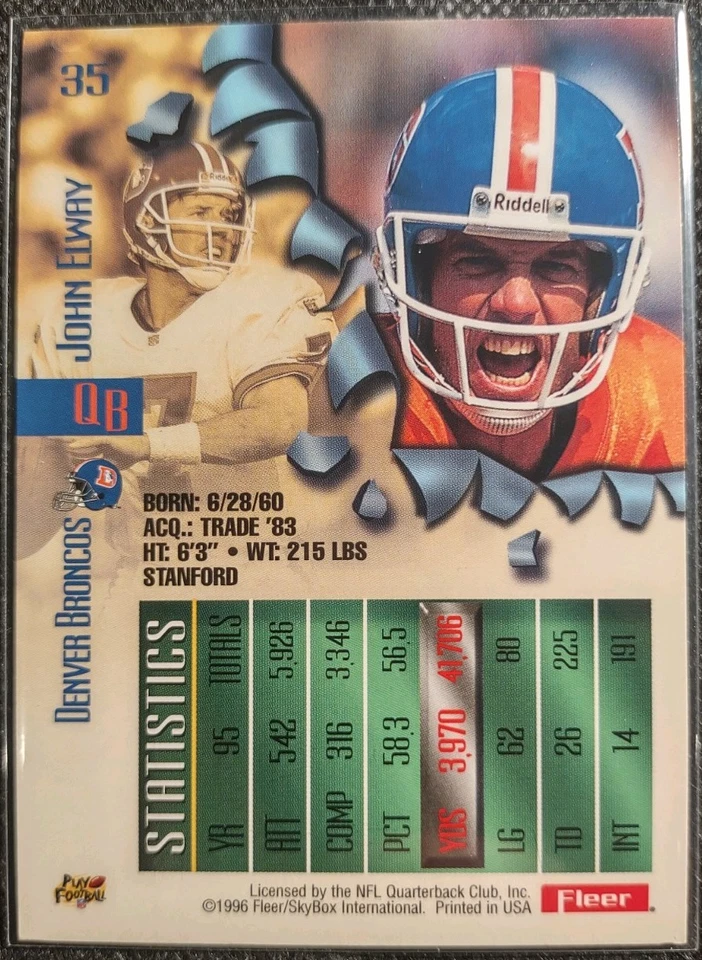 35
JOHN ELWAY
QB
DENVER BRONCOS
Riddell
Riddell
7
BORN: 6/28/60
ACQ.: TRADE '83
HT: 6'3" • WT: 215 LBS
STANFORD
STATISTICS
YR 95 TOTALS
ATT 542 5,926
COMP 316 3,346
PCT 58.3 56.5
YDS 3,970 41,706
LG 62 80
TD 26 225
INT 14 191
PLAY FOOTBALL
Licensed by the NFL Quarterback Club, Inc.
©1996 Fleer/SkyBox International. Printed in USA
Fleer